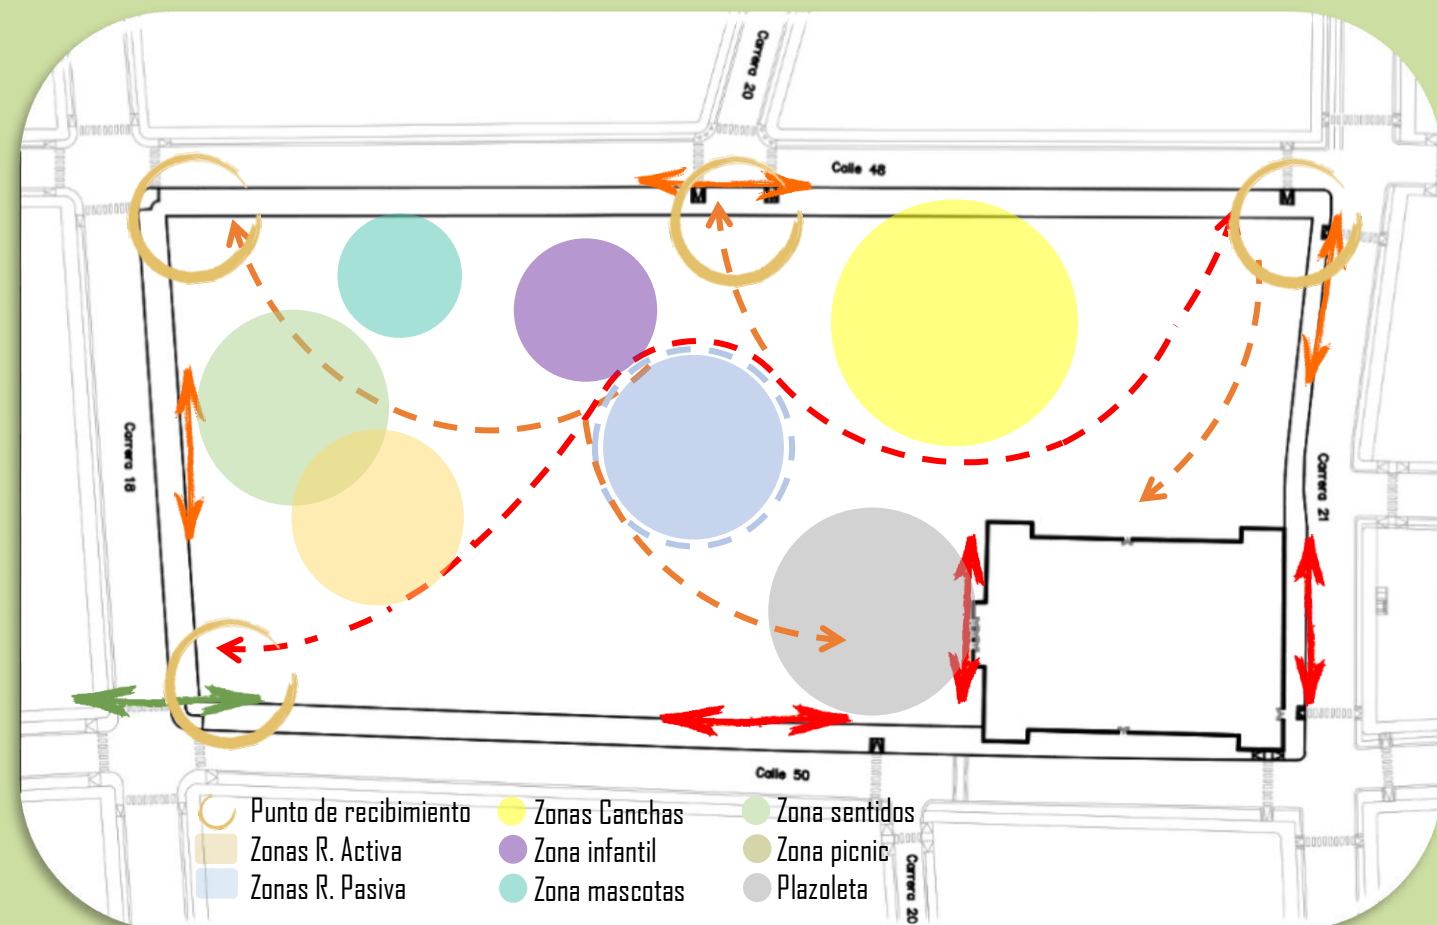 Carrera 20
Calle 48
Carrera 18
Carrera 21
Calle 50
Carrera 20
Punto de recibimiento
Zonas R. Activa
Zonas R. Pasiva
Zonas Canchas
Zona infantil
Zona mascotas
Zona sentidos
Zona picnic
Plazoleta